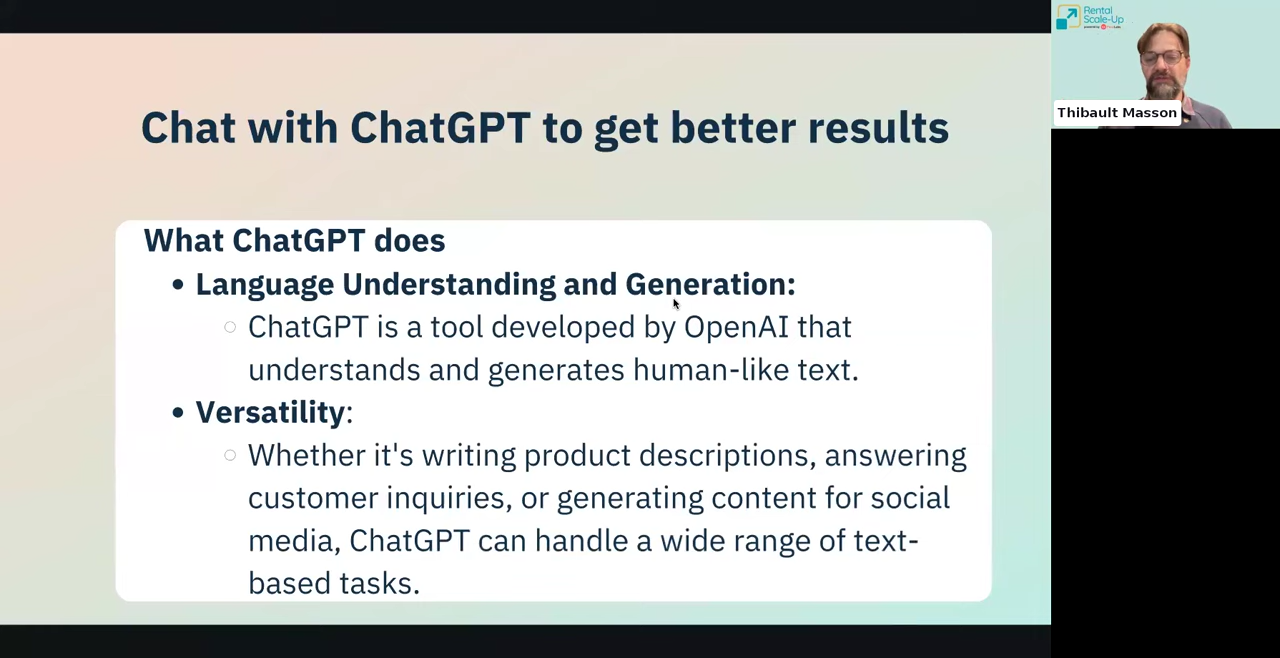 Chat with ChatGPT to get better results
What ChatGPT does
• Language Understanding and Generation:
○ ChatGPT is a tool developed by OpenAI that
understands and generates human-like text.
• Versatility:
○ Whether it's writing product descriptions, answering
customer inquiries, or generating content for social
media, ChatGPT can handle a wide range of text-
based tasks.
Rental
Scale-Up
Thibault Masson